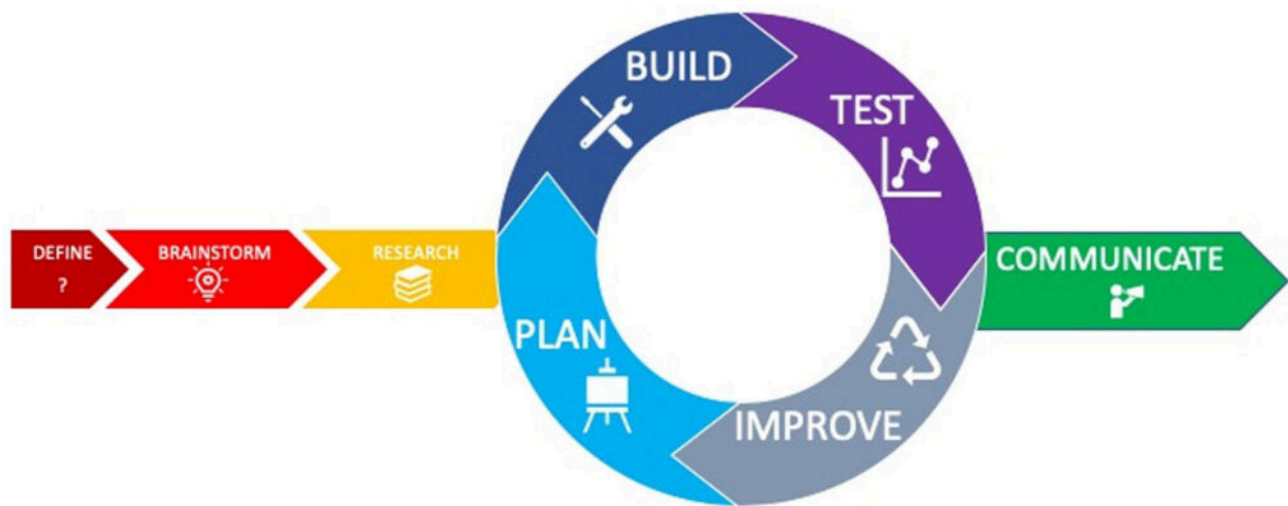 DEFINE
?
BRAINSTORM
RESEARCH
PLAN
BUILD
TEST
IMPROVE
COMMUNICATE